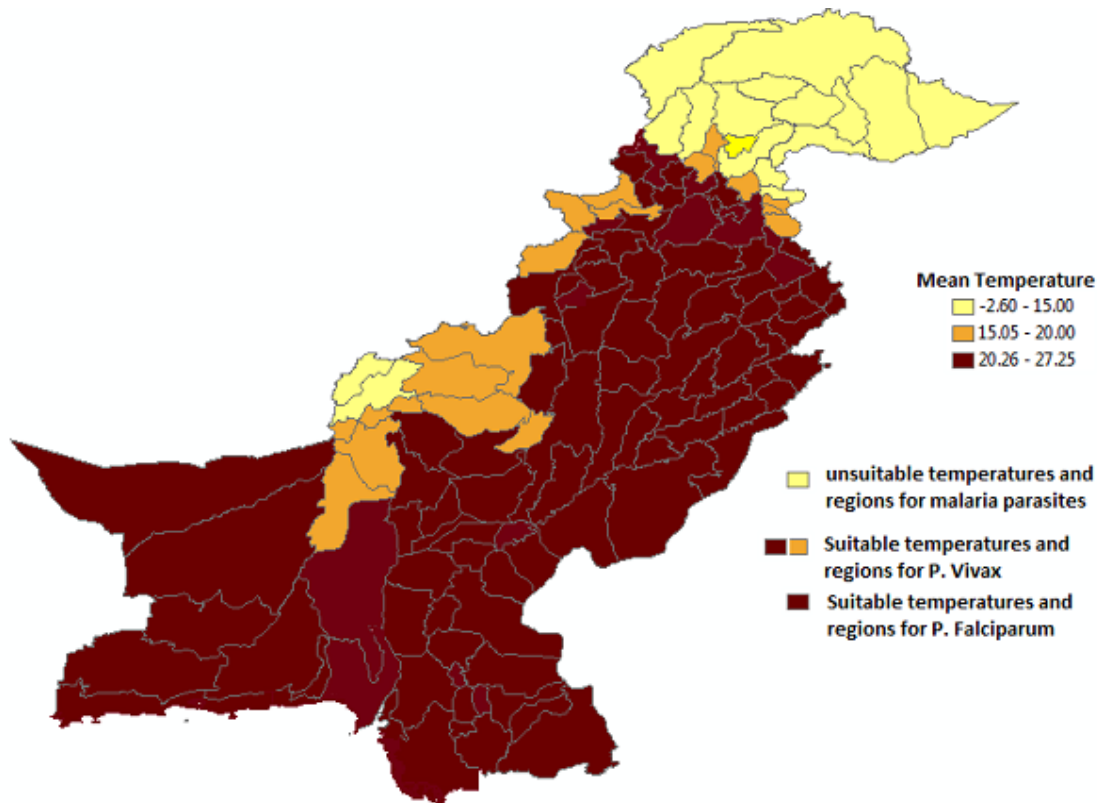 Mean Temperature
-2.60 - 15.00
15.05 - 20.00
20.26 - 27.25
unsuitable temperatures and
regions for malaria parasites
Suitable temperatures and
regions for P. Vivax
Suitable temperatures and
regions for P. Falciparum